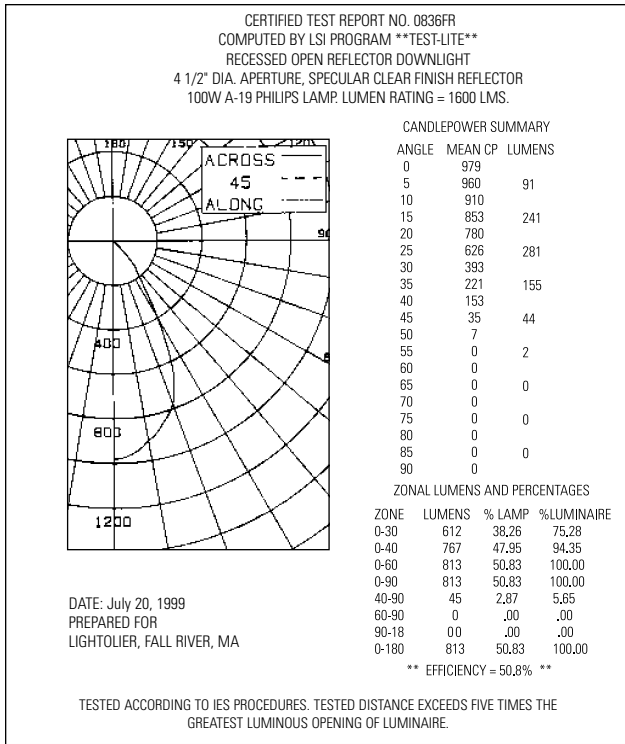 CERTIFIED TEST REPORT NO. 0836FR
COMPUTED BY LSI PROGRAM **TEST-LITE**
RECESSED OPEN REFLECTOR DOWNLIGHT
4 1/2" DIA. APERTURE, SPECULAR CLEAR FINISH REFLECTOR
100W A-19 PHILIPS LAMP. LUMEN RATING = 1600 LMS.
180 150 120
ACROSS
45
ALONG
90
400
800
1200
CANDLEPOWER SUMMARY
ANGLE MEAN CP LUMENS
0 979
5 960 91
10 910
15 853 241
20 780
25 626 281
30 393
35 221 155
40 153
45 35 44
50 7
55 0 2
60 0
65 0 0
70 0
75 0 0
80 0
85 0 0
90 0
ZONAL LUMENS AND PERCENTAGES
ZONE LUMENS % LAMP %LUMINAIRE
0-30 612 38.26 75.28
0-40 767 47.95 94.35
0-60 813 50.83 100.00
0-90 813 50.83 100.00
40-90 45 2.87 5.65
60-90 0 .00 .00
90-18 00 .00 .00
0-180 813 50.83 100.00
** EFFICIENCY = 50.8% **
DATE: July 20, 1999
PREPARED FOR
LIGHTOLIER, FALL RIVER, MA
TESTED ACCORDING TO IES PROCEDURES. TESTED DISTANCE EXCEEDS FIVE TIMES THE
GREATEST LUMINOUS OPENING OF LUMINAIRE.